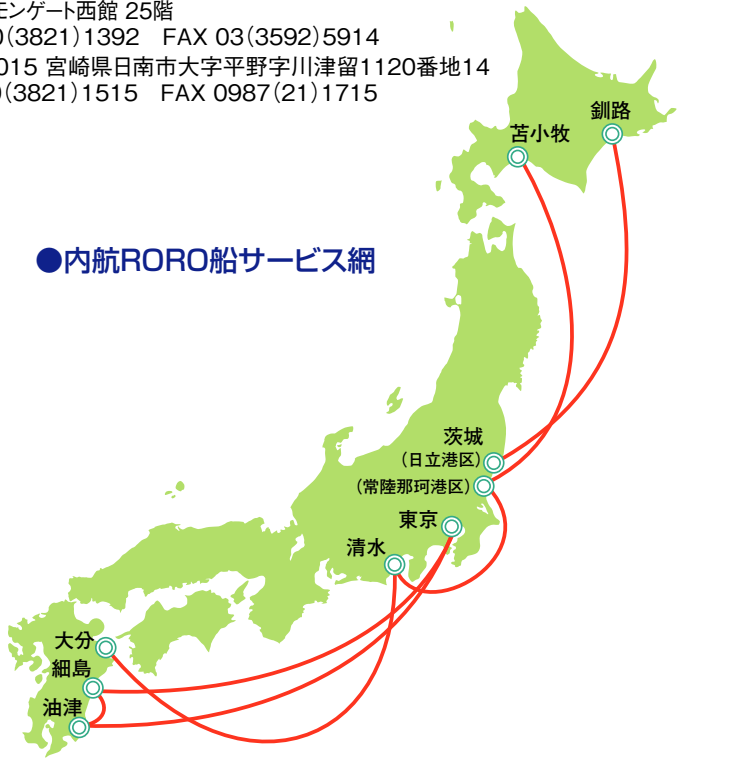 モンゲート西館 25階
0(3821)1392 FAX 03(3592)5914
015 宮崎県日南市大字平野字川津留1120番地14
0(3821)1515 FAX 0987(21)1715
釧路
苫小牧
●内航RORO船サービス網
茨城
(日立港区)
(常陸那珂港区)
東京
清水
大分
細島
油津